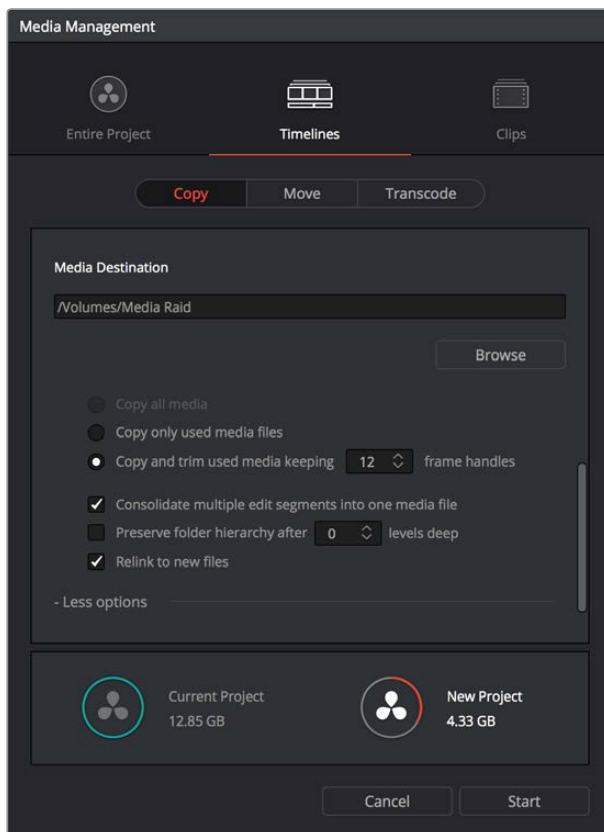 Media Management
Entire Project
Timelines
Clips
Copy
Move
Transcode
Media Destination
/Volumes/Media Raid
Browse
Copy all media
Copy only used media files
Copy and trim used media keeping 12 frame handles
Consolidate multiple edit segments into one media file
Preserve folder hierarchy after 0 levels deep
Relink to new files
- Less options
Current Project
12.85 GB
New Project
4.33 GB
Cancel
Start